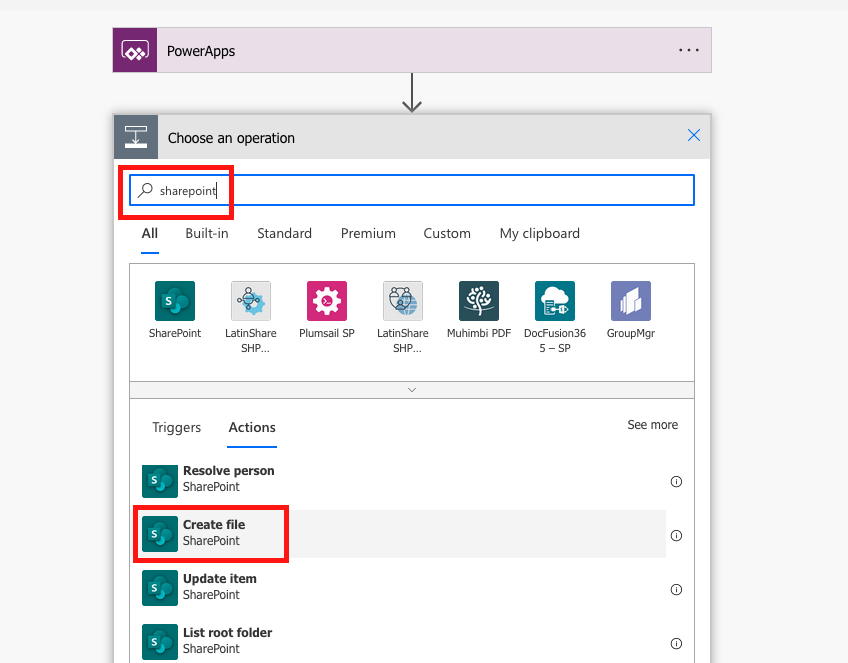 PowerApps
Choose an operation
sharepoint
All Built-in Standard Premium Custom My clipboard
SharePoint LatinShare SHP... Plumsail SP LatinShare SHP... Muhimbi PDF DocFusion36 5 – SP GroupMgr
Triggers Actions See more
Resolve person
SharePoint
Create file
SharePoint
Update item
SharePoint
List root folder
SharePoint